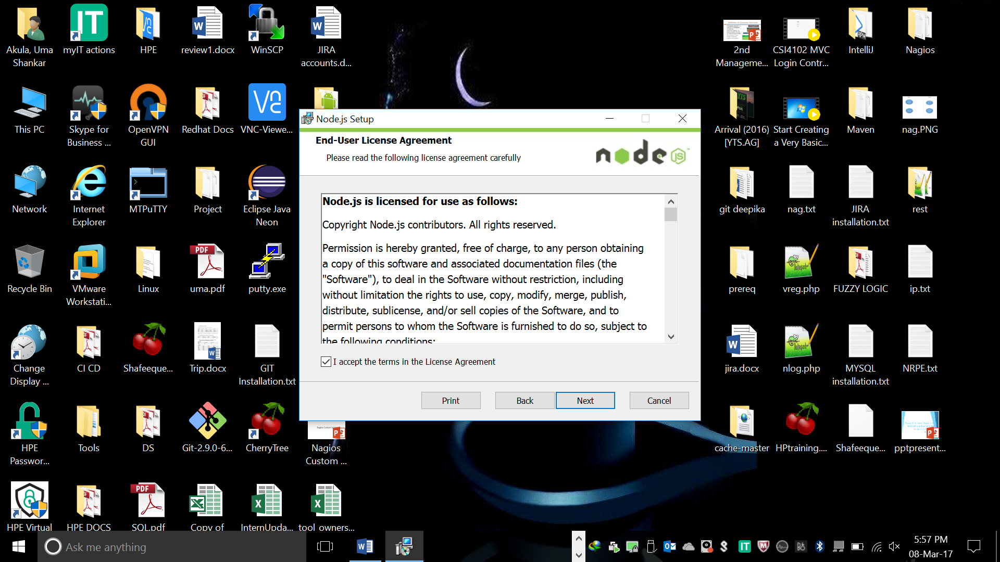 Akula, Uma
Shankar
myIT actions
HPE
review1.docx
WinSCP
JIRA
accounts.d...
2nd
Manageme...
CSI4102 MVC
Login Contr...
IntelliJ
Nagios
This PC
Skype for
Business ...
OpenVPN
GUI
Redhat Docs
VNC-Viewe...
Arrival (2016)
[YTS.AG]
Start Creating
a Very Basic...
Maven
nag.PNG
Node.js Setup
End-User License Agreement
Please read the following license agreement carefully
node JS
Node.js is licensed for use as follows:
Copyright Node.js contributors. All rights reserved.
Permission is hereby granted, free of charge, to any person obtaining
a copy of this software and associated documentation files (the
"Software"), to deal in the Software without restriction, including
without limitation the rights to use, copy, modify, merge, publish,
distribute, sublicense, and/or sell copies of the Software, and to
permit persons to whom the Software is furnished to do so, subject to
the following conditions:
I accept the terms in the License Agreement
Print
Back
Next
Cancel
Network
Internet
Explorer
MTPuTTY
Project
Eclipse Java
Neon
git deepika
nag.txt
JIRA
installation.txt
rest
Recycle Bin
VMware
Workstati...
Linux
uma.pdf
putty.exe
prereq
vreg.php
FUZZY LOGIC
ip.txt
Change
Display ...
CI CD
Shafeeque...
Trip.docx
GIT
Installation.txt
jira.docx
nlog.php
MYSQL
installation.txt
NRPE.txt
HPE
Passwor...
Tools
DS
Git-2.9.0-6...
CherryTree
Nagios
Custom ...
cache-master
HPtraining....
Shafeeque...
pptpresent...
HPE Virtual
HPE DOCS
SQL.pdf
Copy of
InternUpda...
tool_owners...
Ask me anything
5:57 PM
08-Mar-17